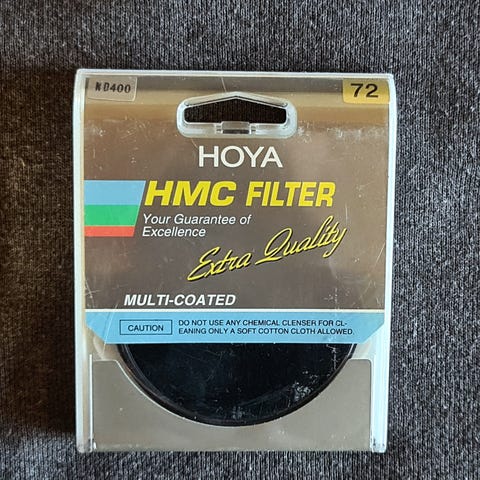 ND400
72
HOYA
HMC FILTER
Your Guarantee of
Excellence
Extra Quality
MULTI-COATED
CAUTION
DO NOT USE ANY CHEMICAL CLENSER FOR CL-
EANING ONLY A SOFT COTTON CLOTH ALLOWED.